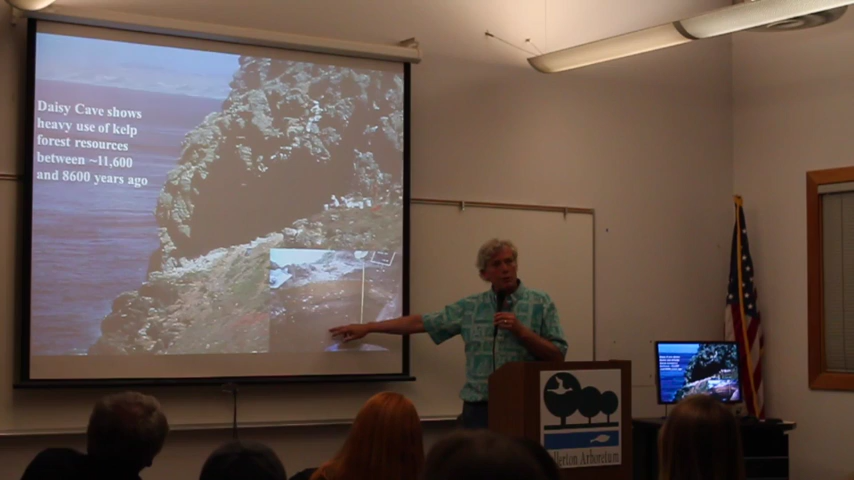 Daisy Cave shows
heavy use of kelp
forest resources
between ~11,600
and 8600 years ago
Arboretum